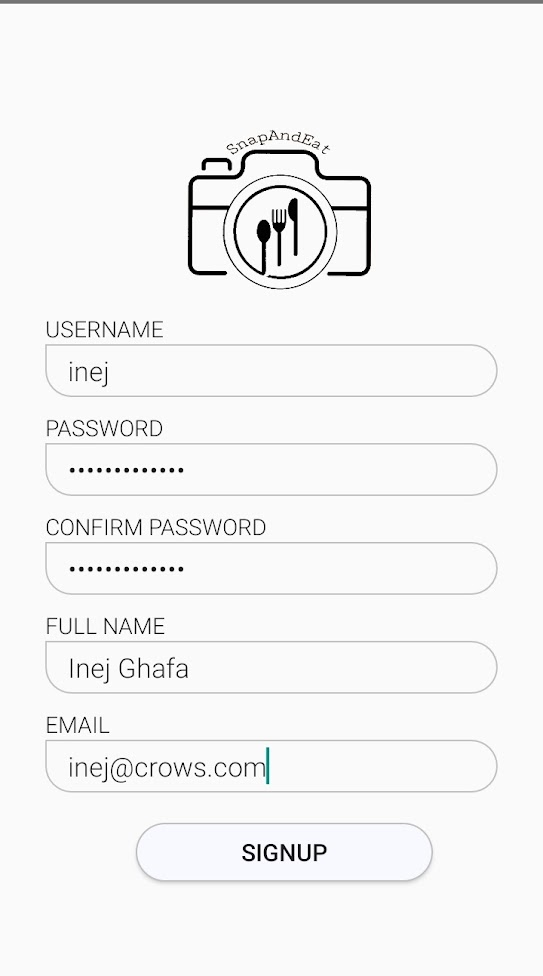 SnapAndEat
USERNAME
inej
PASSWORD
•••••••••••••
CONFIRM PASSWORD
•••••••••••••
FULL NAME
Inej Ghafa
EMAIL
inej@crows.com
SIGNUP